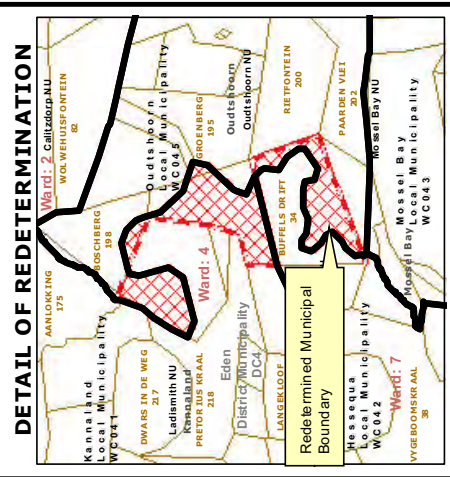 DETAIL OF REDETERMINATION
Ward: 2
Calitzdorp NU
WOLWEHUISFONTEIN
82
AANLOKKING
175
BOSCHBERG
198
Kannaland
Local Municipality
WC041
Oudtshoorn
Local Municipality
WC045
GROENBERG
195
Oudtshoorn
Oudtshoorn NU
DWARS IN DE WEG
217
Ladismith NU
Kannaland
PRETORIUS KRAAL
218
Ward: 4
Eden
District Municipality
DC4
RIETFONTEIN
200
BUFFELS DRIFT
34
PAARDEN VLEI
202
LANGEKLOOF
Redetermined Municipal
Boundary
Mossel Bay NU
Hessequa
Local Municipality
WC042
Ward: 7
VYGEBOOMSKRAAL
38
Mossel Bay
Mossel Bay
Local Municipality
WC043